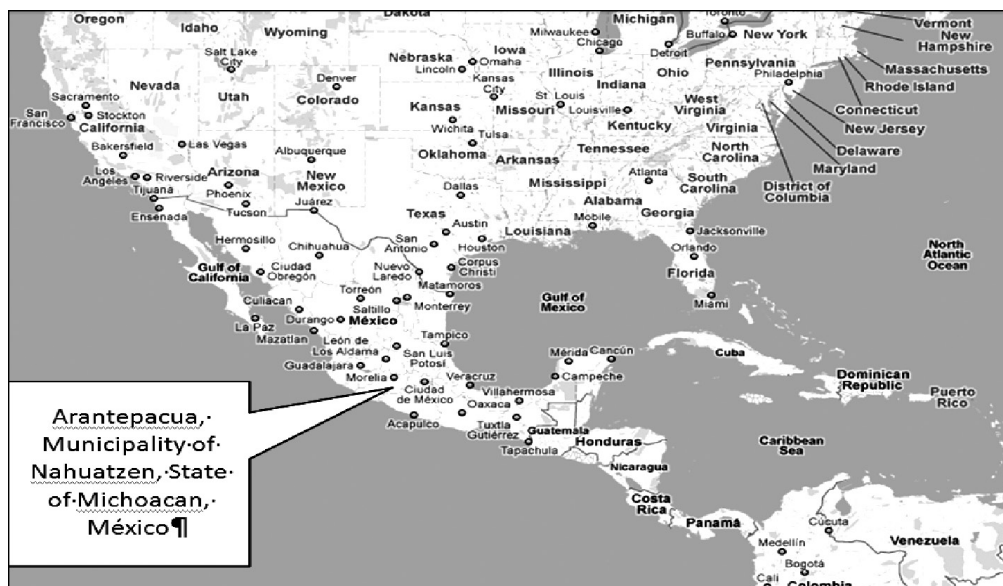 Oregon
Idaho
Wyoming
Dakota
Michigan
Toronto
Vermont
New
Hampshire
Milwaukee
Chicago
Detroit
Buffalo
New York
Massachusetts
Rhode Island
Connecticut
New Jersey
Delaware
Maryland
District of
Columbia
Salt Lake
City
Nebraska
Lincoln
Iowa
Omaha
Illinois
Indiana
Ohio
Pennsylvania
Philadelphia
Nevada
Utah
Denver
Colorado
Kansas
Kansas
City
Missouri
St. Louis
Louisville
Kentucky
West
Virginia
Virginia
Sacramento
San
Francisco
Stockton
California
Bakersfield
Las Vegas
Albuquerque
Wichita
Tulsa
Oklahoma
Arkansas
Tennessee
North
Carolina
South
Carolina
Los
Angeles
Riverside
Tijuana
Ensenada
Arizona
Phoenix
Tucson
New
Mexico
Juárez
Dallas
Texas
Mississippi
Alabama
Atlanta
Georgia
Mobile
Louisiana
Austin
San
Antonio
Houston
Corpus
Christi
Jacksonville
Orlando
Florida
Miami
North
Atlantic
Ocean
Hermosillo
Chihuahua
Gulf of
California
Ciudad
Obregón
Nuevo
Laredo
Matamoros
Culiacan
Torreón
Saltillo
Monterrey
Gulf of
Mexico
La Paz
Durango
México
Mazatlan
Tampico
León de
Los Aldama
San Luis
Potosí
Guadalajara
Morelia
Ciudad
de México
Veracruz
Mérida
Cancún
Campeche
Villahermosa
Oaxaca
Acapulco
Tuxtla
Gutiérrez
Tapachula
Guatemala
Honduras
Nicaragua
Costa
Rica
Panamá
Cuba
Dominican
Republic
Puerto
Rico
Caribbean
Sea
Cúcuta
Medellín
Bogotá
Cali
Colombia
Venezuela
Arantepacua,·
Municipality·of·
Nahuatzen,·State·
of·Michoacan,·
México¶